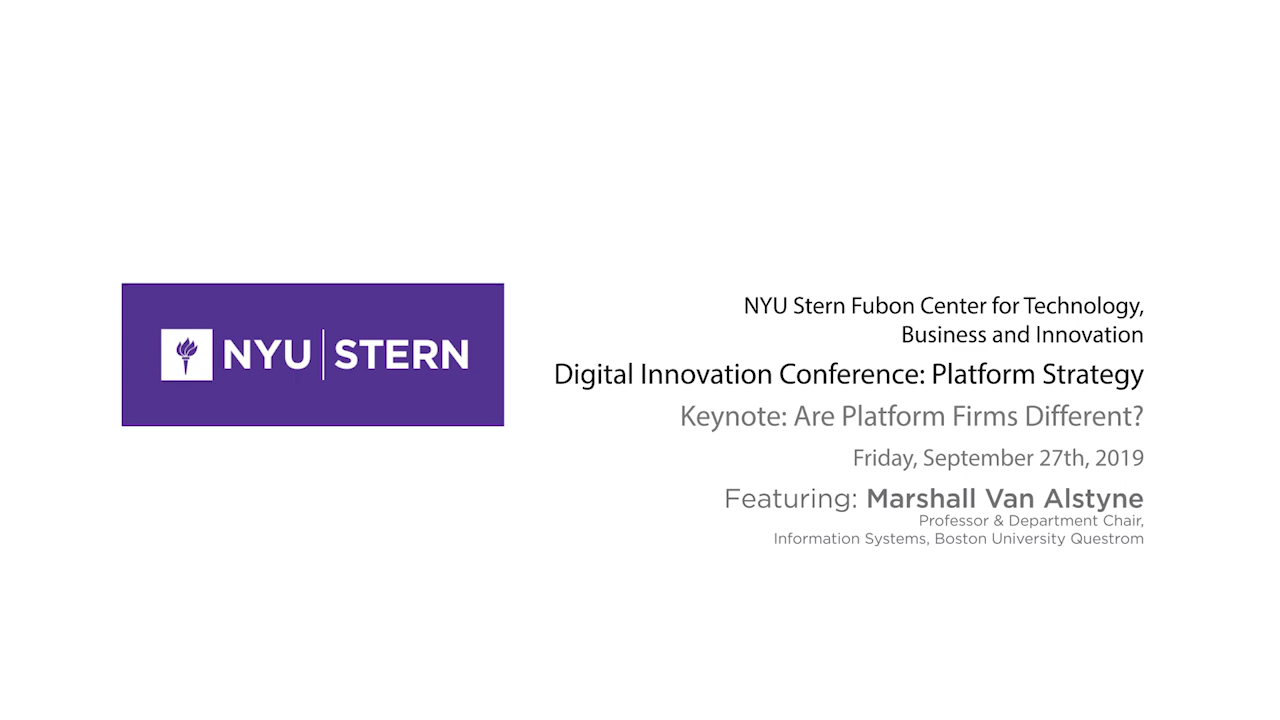 NYU STERN
NYU Stern Fubon Center for Technology,
Business and Innovation
Digital Innovation Conference: Platform Strategy
Keynote: Are Platform Firms Different?
Friday, September 27th, 2019
Featuring: Marshall Van Alstyne
Professor & Department Chair,
Information Systems, Boston University Questrom